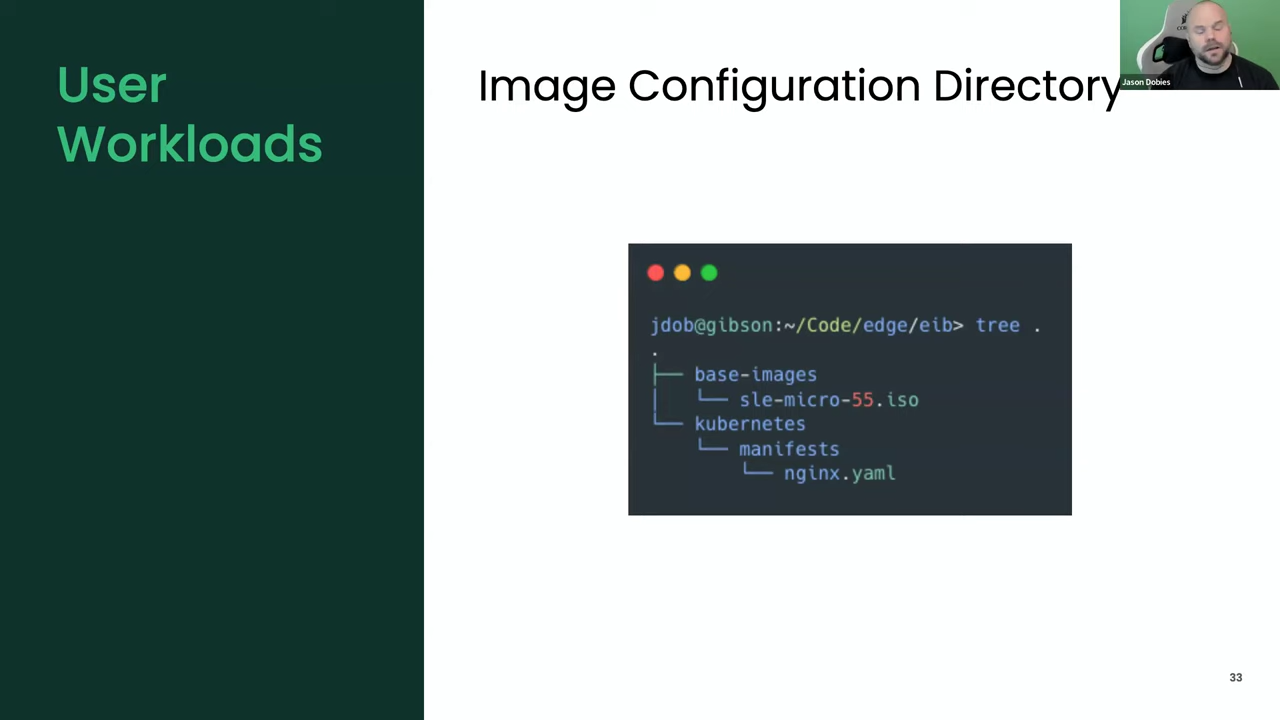 User
Workloads
Image Configuration Directory
Jason Dobies
jdob@gibson:~/Code/edge/eib> tree .
.
├── base-images
│   └── sle-micro-55.iso
└── kubernetes
    └── manifests
        └── nginx.yaml
33